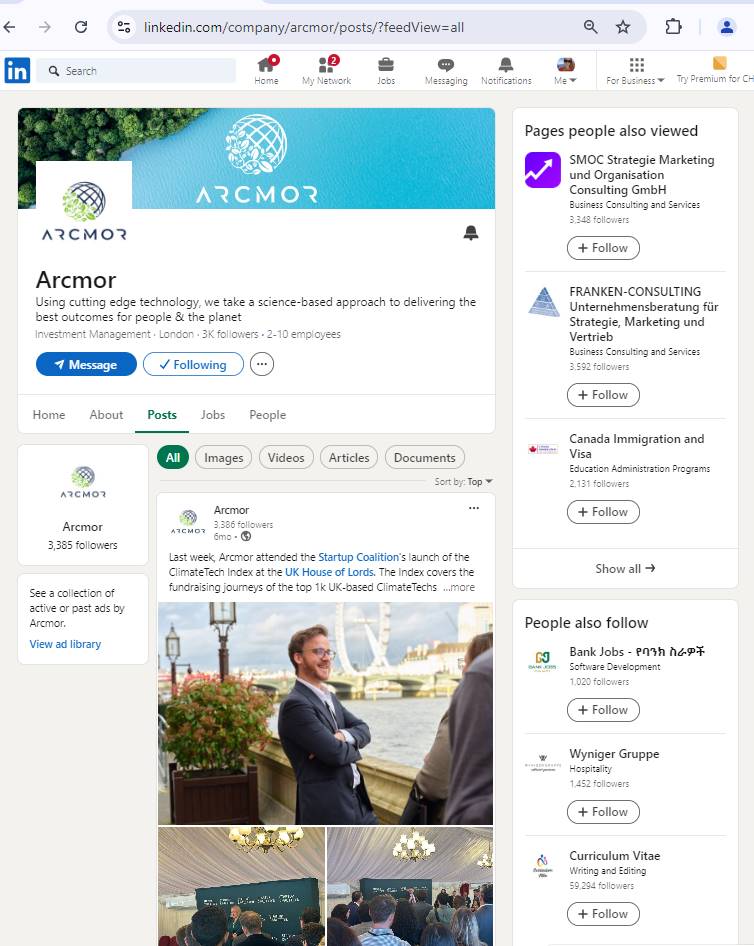 linkedin.com/company/arcmor/posts/?feedView=all
in
Search
Home
2
My Network
Jobs
Messaging
Notifications
Me
For Business
Try Premium for CH
ARCMOR
ARCMOR
Arcmor
Using cutting edge technology, we take a science-based approach to delivering the
best outcomes for people & the planet
Investment Management · London · 3K followers · 2-10 employees
Message
Following
Home
About
Posts
Jobs
People
ARCMOR
Arcmor
3,385 followers
See a collection of
active or past ads by
Arcmor.
View ad library
All
Images
Videos
Articles
Documents
Sort by: Top
ARCMOR
Arcmor
3,386 followers
6mo •
Last week, Arcmor attended the Startup Coalition's launch of the
ClimateTech Index at the UK House of Lords. The Index covers the
fundraising journeys of the top 1k UK-based ClimateTechs ...more
Pages people also viewed
SMOC Strategie Marketing
und Organisation
Consulting GmbH
Business Consulting and Services
3,348 followers
+ Follow
FRANKEN-CONSULTING
Unternehmensberatung für
Strategie, Marketing und
Vertrieb
Business Consulting and Services
3,592 followers
+ Follow
Canada Immigration and
Visa
Education Administration Programs
2,131 followers
+ Follow
Show all →
People also follow
BANK JOBS
Bank Jobs - የባንክ ስራዎች
Software Development
1,020 followers
+ Follow
WYNIGER GRUPPE
Wyniger Gruppe
Hospitality
1,452 followers
+ Follow
Curriculum Vitae
Writing and Editing
59,294 followers
+ Follow